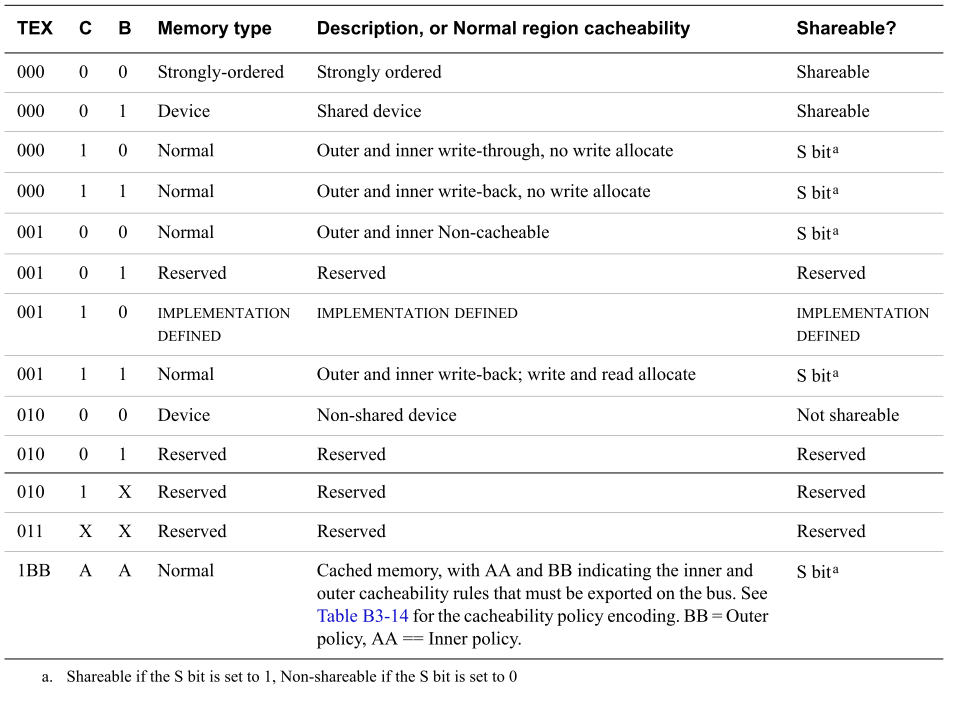 TEX C B Memory type Description, or Normal region cacheability Shareable?
000 0 0 Strongly-ordered Strongly ordered Shareable
000 0 1 Device Shared device Shareable
000 1 0 Normal Outer and inner write-through, no write allocate S bit a
000 1 1 Normal Outer and inner write-back, no write allocate S bit a
001 0 0 Normal Outer and inner Non-cacheable S bit a
001 0 1 Reserved Reserved Reserved
001 1 0 IMPLEMENTATION IMPLEMENTATION DEFINED IMPLEMENTATION
DEFINED DEFINED
001 1 1 Normal Outer and inner write-back; write and read allocate S bit a
010 0 0 Device Non-shared device Not shareable
010 0 1 Reserved Reserved Reserved
010 1 X Reserved Reserved Reserved
011 X X Reserved Reserved Reserved
1BB A A Normal Cached memory, with AA and BB indicating the inner and S bit a
outer cacheability rules that must be exported on the bus. See
Table B3-14 for the cacheability policy encoding. BB = Outer
policy, AA == Inner policy.
a. Shareable if the S bit is set to 1, Non-shareable if the S bit is set to 0